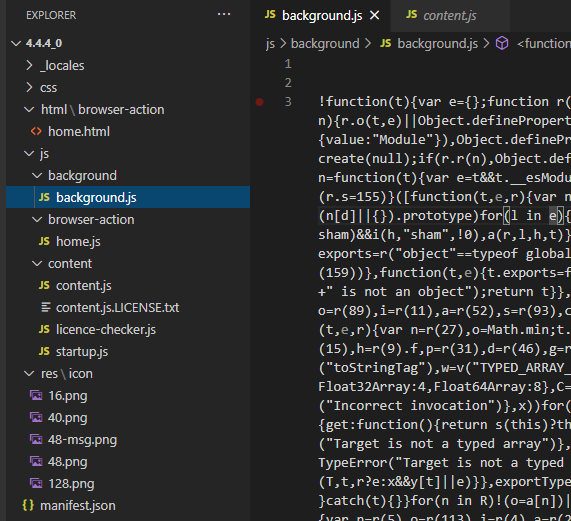 EXPLORER
4.4.4_0
_locales
css
html\browser-action
home.html
js
background
background.js
browser-action
home.js
content
content.js
content.js.LICENSE.txt
licence-checker.js
startup.js
res\icon
16.png
40.png
48-msg.png
48.png
128.png
manifest.json
JS background.js × JS content.js
js > background > JS background.js > <function
1
2
3 !function(t){var e={};function r(
n){r.o(t,e)||Object.definePropert
{value:"Module"}),Object.definePr
create(null);if(r.r(n),Object.def
n=function(t){var e=t&&t.__esModu
(r.s=155)}([function(t,e,r){var n
(n[d]||{}).prototype)for(l in e){
sham)&&i(h,"sham",!0),a(r,l,h,t)}
exports=r("object"==typeof global
(159))},function(t,e){t.exports=f
+" is not an object");return t}},
o=r(89),i=r(11),a=r(52),s=r(93),c
(t,e,r){var n=r(27),o=Math.min;t.
(15),h=r(9).f,p=r(31),d=r(46),g=r
("toStringTag"),w=v("TYPED_ARRAY_
Float32Array:4,Float64Array:8},C=
("Incorrect invocation")},x))for(
{get:function(){return s(this)?th
("Target is not a typed array")},
TypeError("Target is not a typed
(T,t,r?e:x&&y[t]||e)}},exportType
}catch(t){}}for(n in R)!(o=a[n])|
{var n=r(5),o=r(113),i=r(4),a=r(2